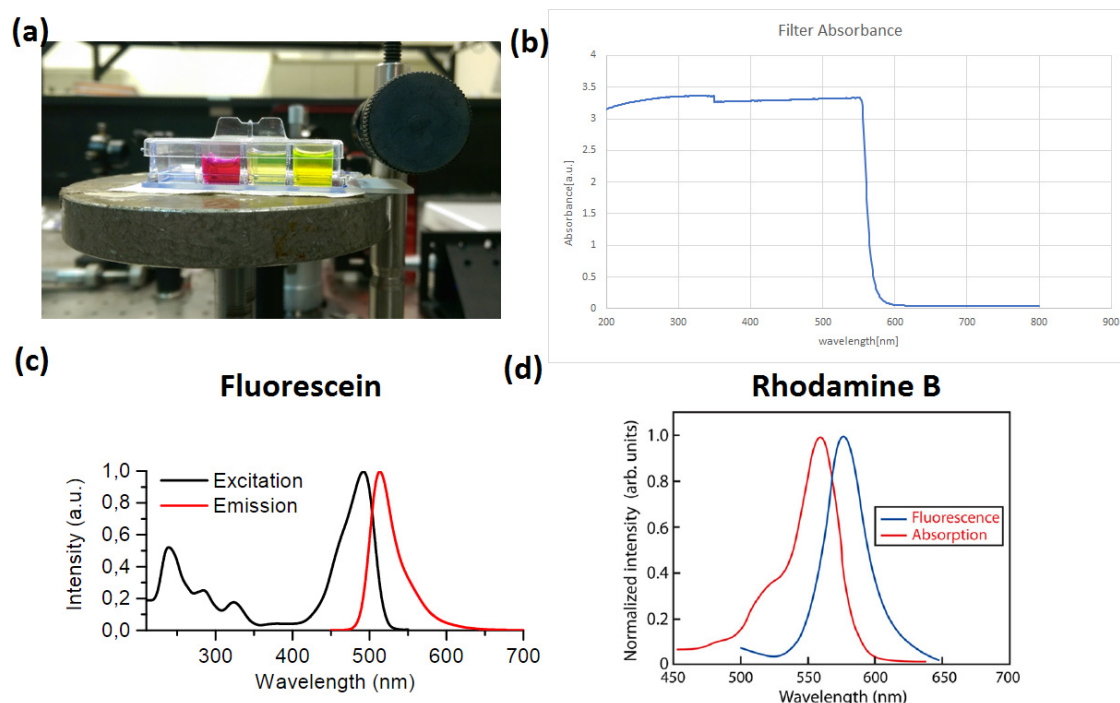 (a)
(b)
Filter Absorbance
4
3.5
3
2.5
2
1.5
1
0.5
0
Absorbance[a.u.]
200 300 400 500 600 700 800 900
wavelength[nm]
(c)
Fluorescein
1,0
0,8
0,6
0,4
0,2
0,0
Intensity (a.u.)
Excitation
Emission
300 400 500 600 700
Wavelength (nm)
(d)
Rhodamine B
1.0
0.8
0.6
0.4
0.2
0
Normalized intensity (arb. units)
Fluorescence
Absorption
450 500 550 600 650 700
Wavelength (nm)